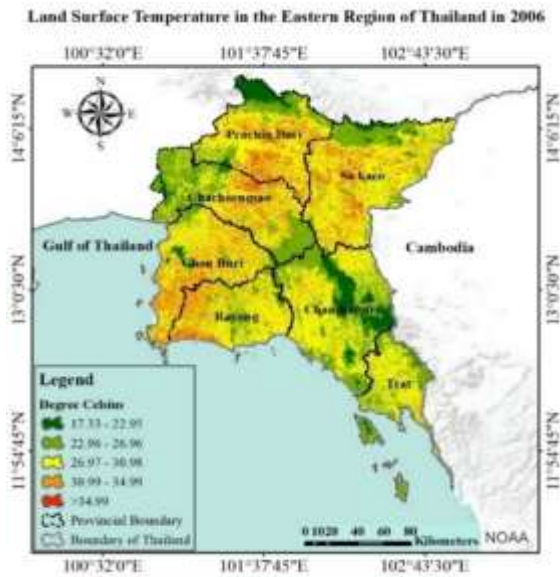 Land Surface Temperature in the Eastern Region of Thailand in 2006
100°32'0"E 101°37'45"E 102°43'30"E
N
W E
S
14°6'15"N 14°6'15"N
Prachin Buri
Sa kaeo
Chachoengsao
Gulf of Thailand
Cambodia
Chon Buri
13°0'30"N 13°0'30"N
Rayong
Chanthaburi
Trat
Legend
Degree Celsius
17.33 - 22.95
22.96 - 26.96
26.97 - 30.98
30.99 - 34.99
>34.99
Provincial Boundary
Boundary of Thailand
11°54'45"N 11°54'45"N
0 10 20 40 60 80
Kilometers
NOAA
100°32'0"E 101°37'45"E 102°43'30"E